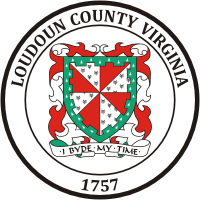 LOUDOUN COUNTY VIRGINIA
· I BYDE · MY · TIME ·
1757